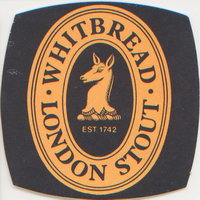 · WHITBREAD ·
EST 1742
LONDON STOUT